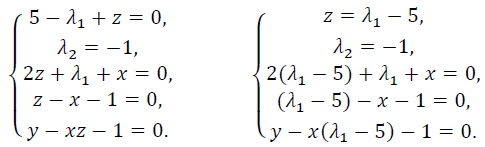 5 − λ₁ + z = 0,
λ₂ = −1,
2z + λ₁ + x = 0,
z − x − 1 = 0,
y − xz − 1 = 0.
z = λ₁ − 5,
λ₂ = −1,
2(λ₁ − 5) + λ₁ + x = 0,
(λ₁ − 5) − x − 1 = 0,
y − x(λ₁ − 5) − 1 = 0.